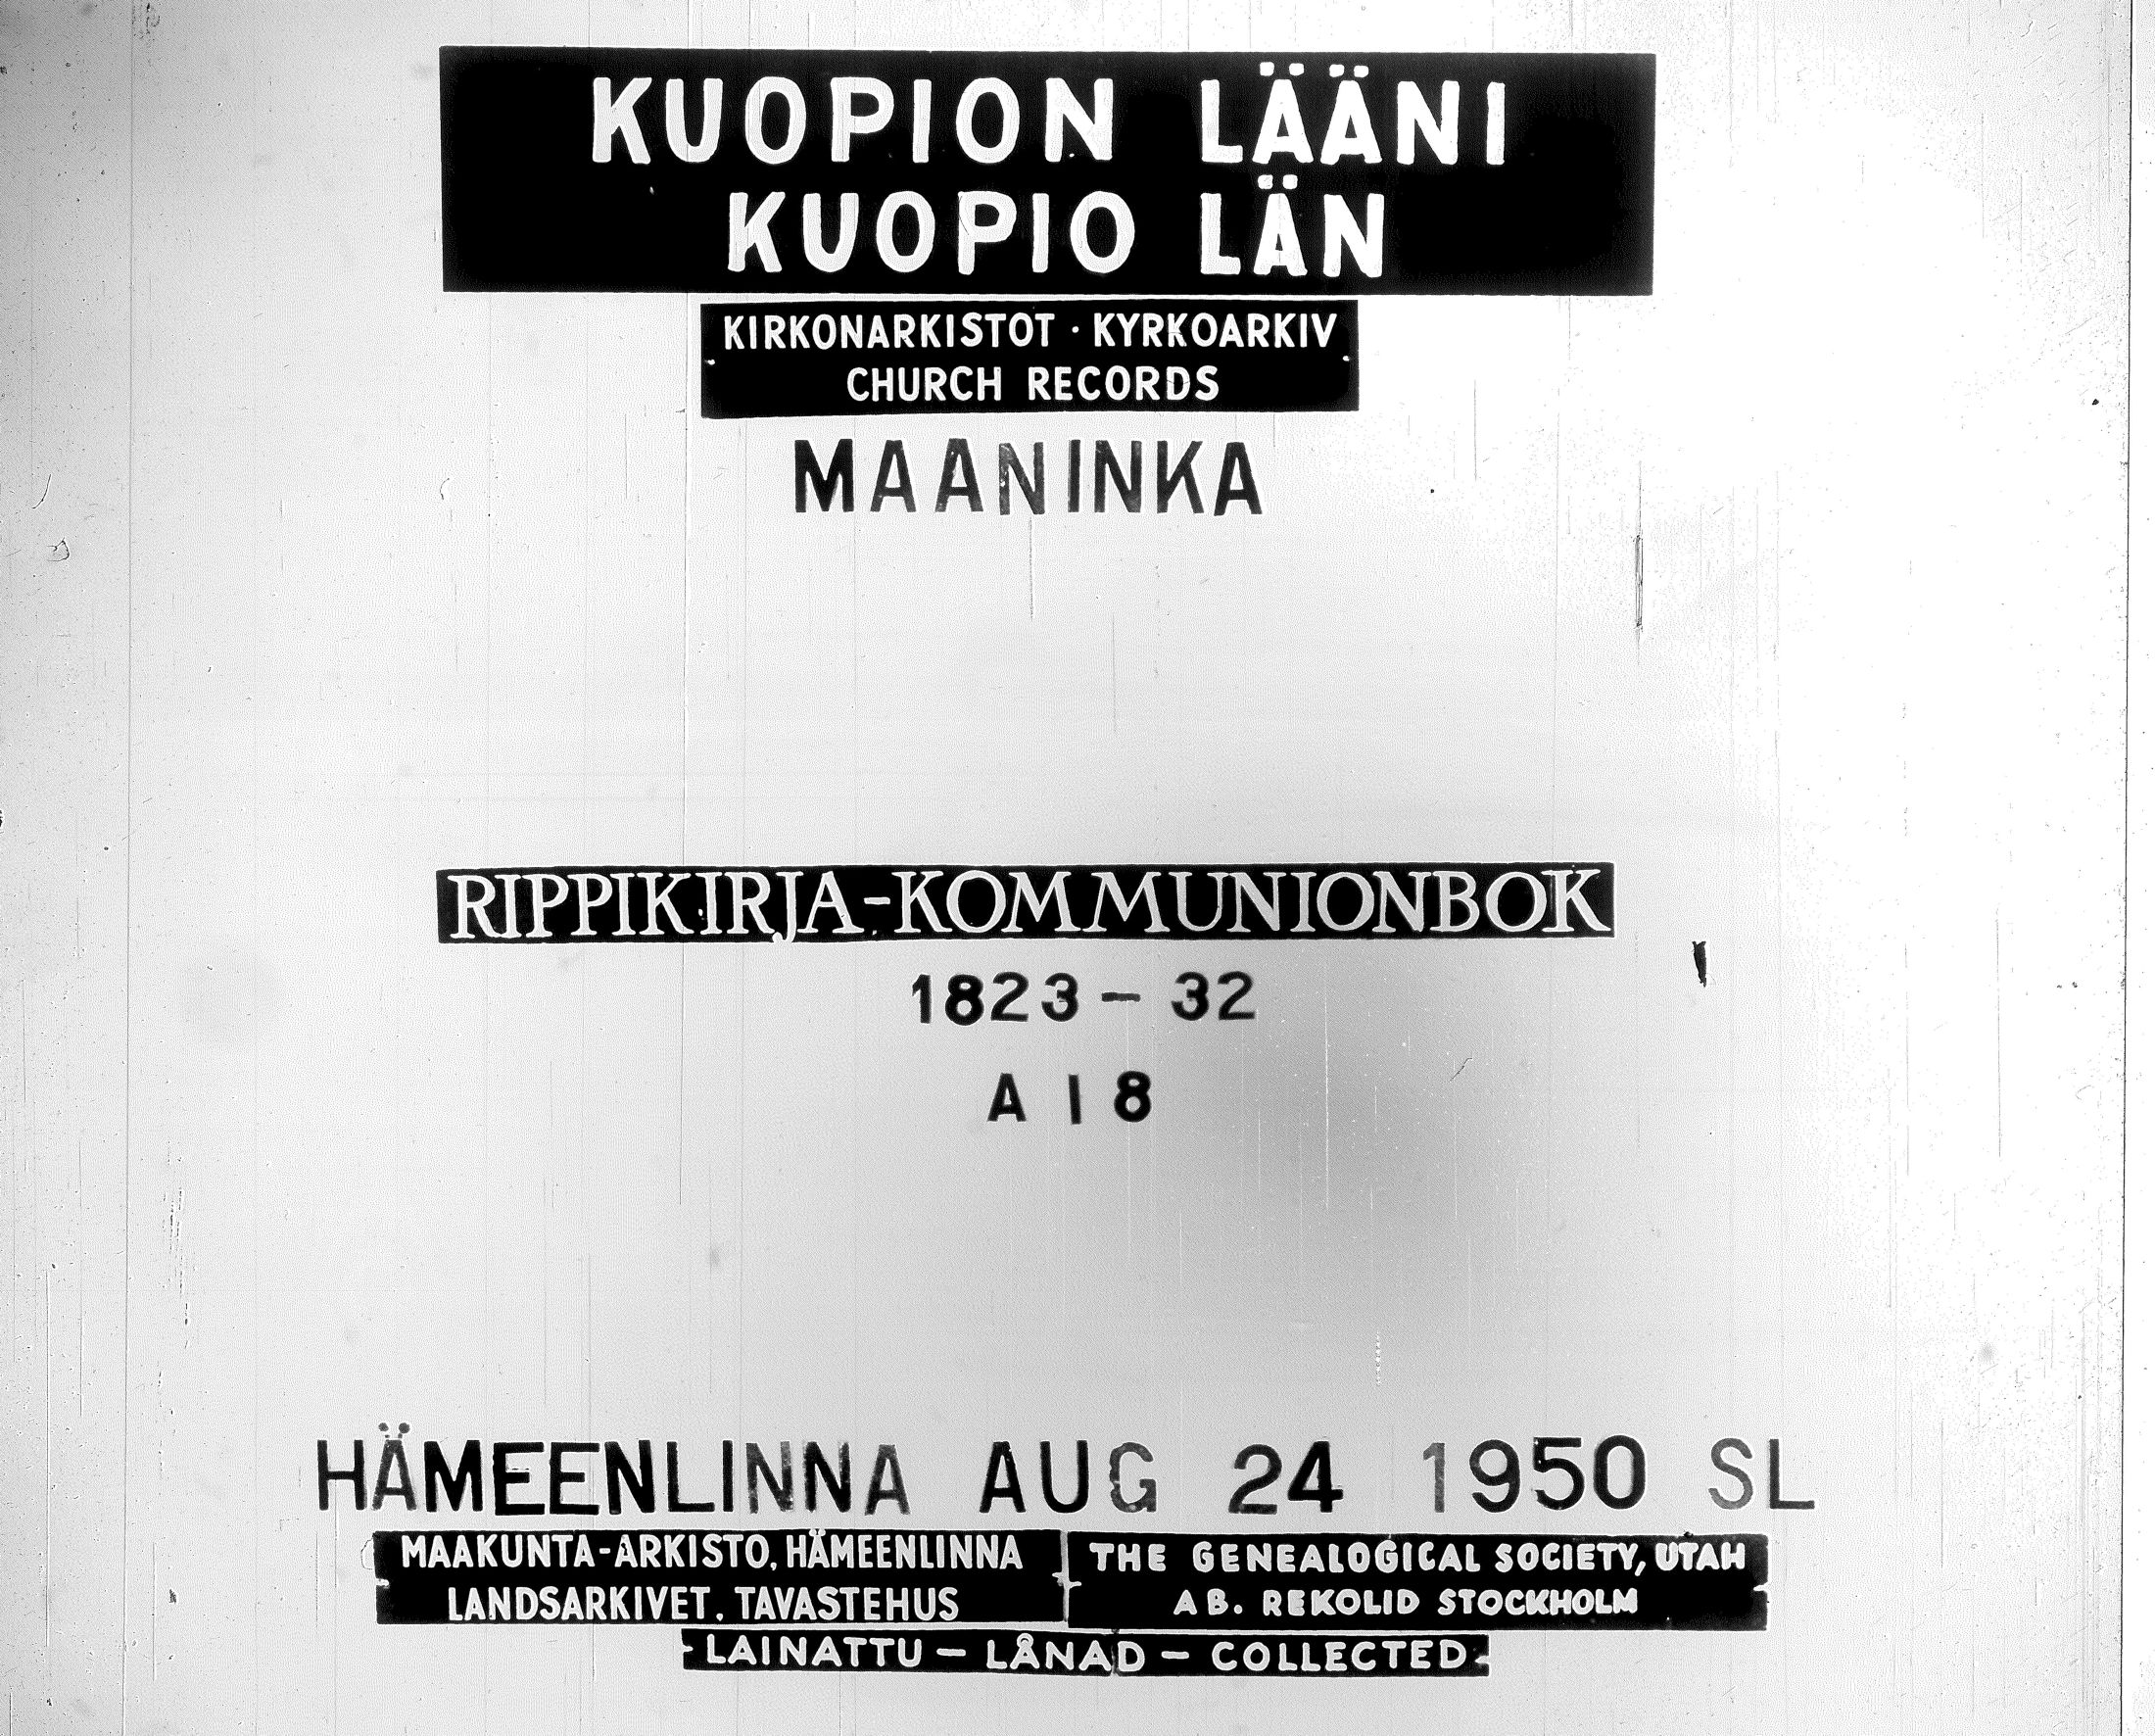 KUOPION LÄÄNI
KUOPIO LÄN
KIRKONARKISTOT · KYRKOARKIV
CHURCH RECORDS
MAANINKA
RIPPIKIRJA-KOMMUNIONBOK
1823 - 32
A I 8
HÄMEENLINNA AUG 24 1950 SL
MAAKUNTA-ARKISTO, HÄMEENLINNA
LANDSARKIVET, TAVASTEHUS
THE GENEALOGICAL SOCIETY, UTAH
AB. REKOLID STOCKHOLM
LAINATTU - LÅNAD - COLLECTED